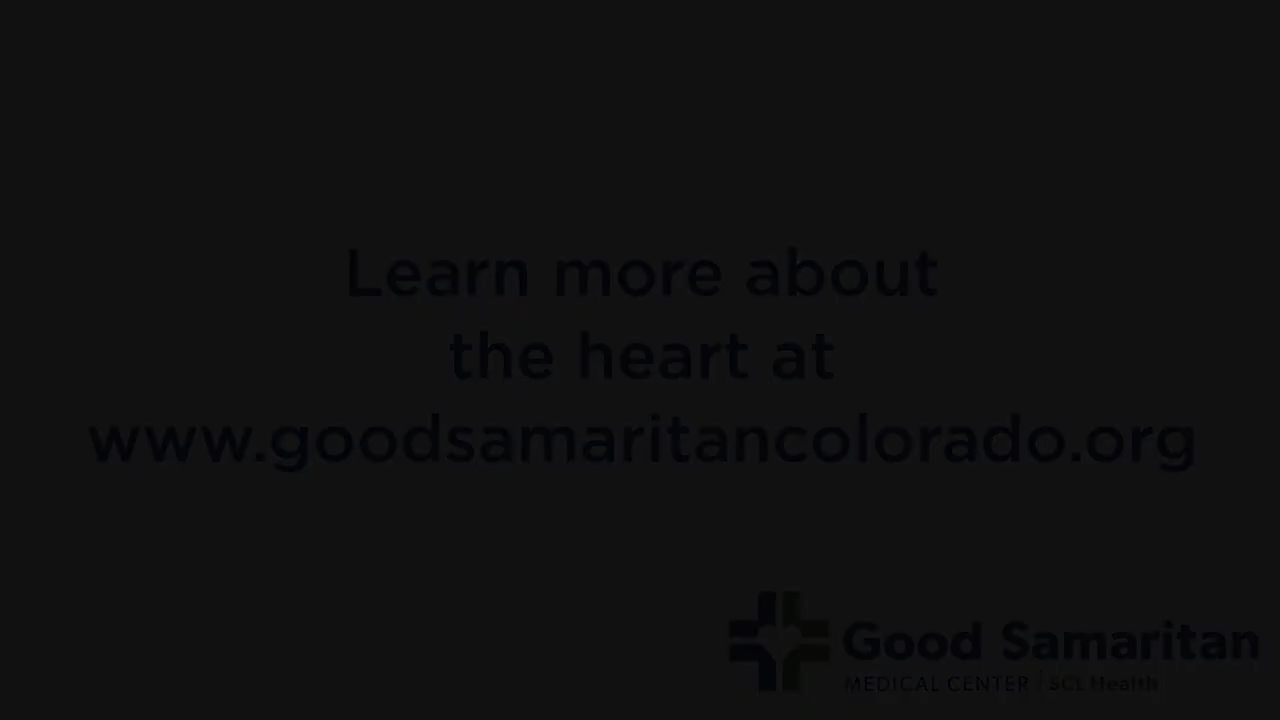 Learn more about
the heart at
www.goodsamaritancolorado.org
Good Samaritan
MEDICAL CENTER | SCL Health